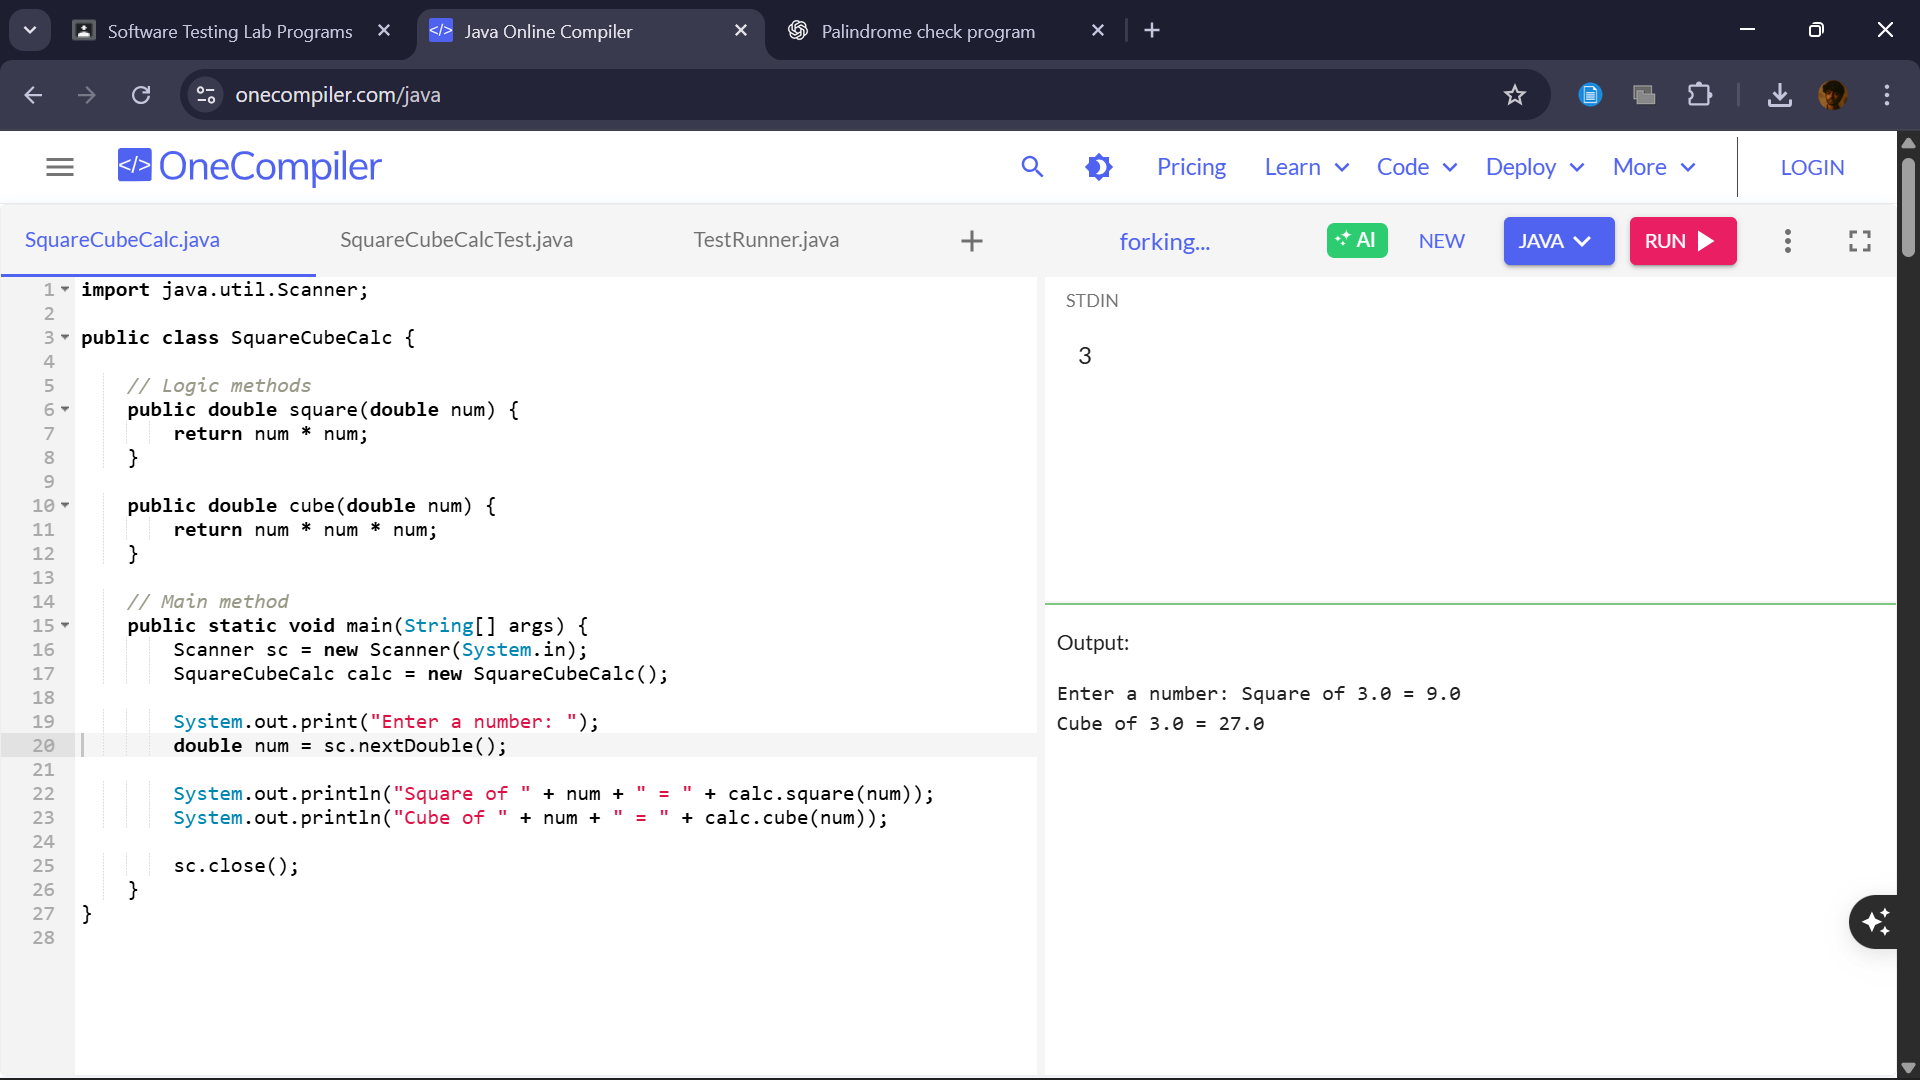 Software Testing Lab Programs
</> Java Online Compiler
Palindrome check program
onecompiler.com/java
</> OneCompiler
Pricing
Learn
Code
Deploy
More
LOGIN
SquareCubeCalc.java
SquareCubeCalcTest.java
TestRunner.java
forking...
AI
NEW
JAVA
RUN
1 import java.util.Scanner;
2
3 public class SquareCubeCalc {
4
5 // Logic methods
6 public double square(double num) {
7 return num * num;
8 }
9
10 public double cube(double num) {
11 return num * num * num;
12 }
13
14 // Main method
15 public static void main(String[] args) {
16 Scanner sc = new Scanner(System.in);
17 SquareCubeCalc calc = new SquareCubeCalc();
18
19 System.out.print("Enter a number: ");
20 double num = sc.nextDouble();
21
22 System.out.println("Square of " + num + " = " + calc.square(num));
23 System.out.println("Cube of " + num + " = " + calc.cube(num));
24
25 sc.close();
26 }
27 }
28
STDIN
3
Output:
Enter a number: Square of 3.0 = 9.0
Cube of 3.0 = 27.0